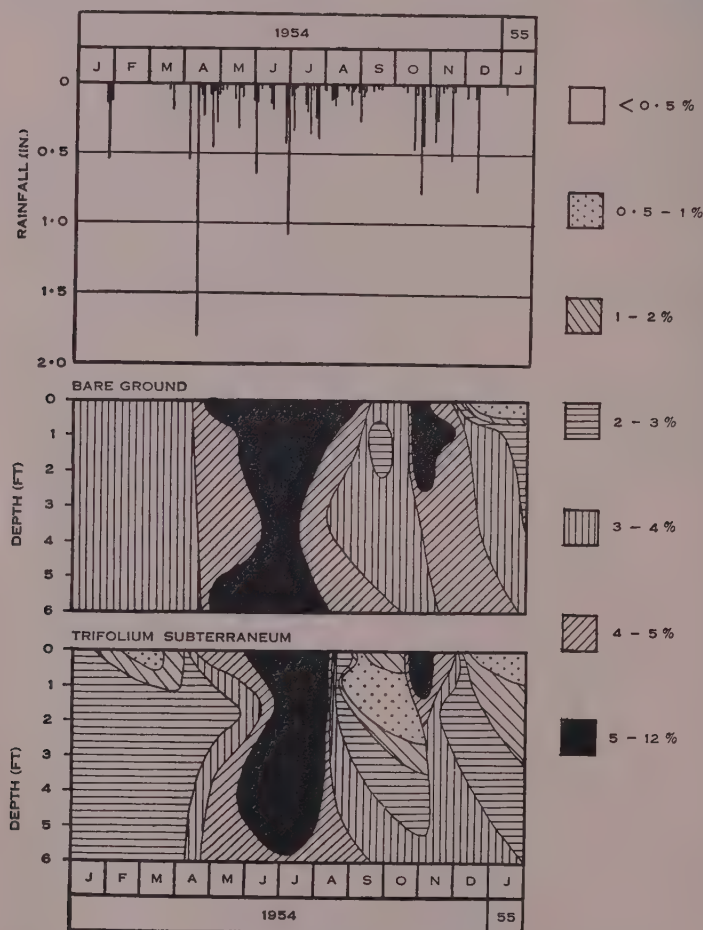 1954 55
J F M A M J J A S O N D J
0
0·5
1·0
1·5
2·0
RAINFALL (IN.)
< 0·5 %
0·5 – 1 %
1 – 2 %
2 – 3 %
3 – 4 %
4 – 5 %
5 – 12 %
BARE GROUND
0
1
2
3
4
5
6
DEPTH (FT)
TRIFOLIUM SUBTERRANEUM
0
1
2
3
4
5
6
DEPTH (FT)
J F M A M J J A S O N D J
1954 55